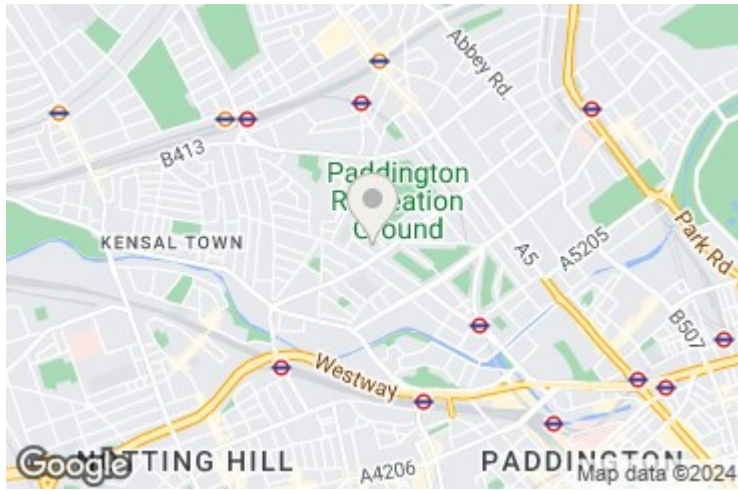 Abbey Rd.
B413
Paddington
Recreation
Ground
KENSAL TOWN
A5
A5205
Park Rd
B507
Westway
NOTTING HILL
PADDINGTON
A4206
Google
Map data ©2024